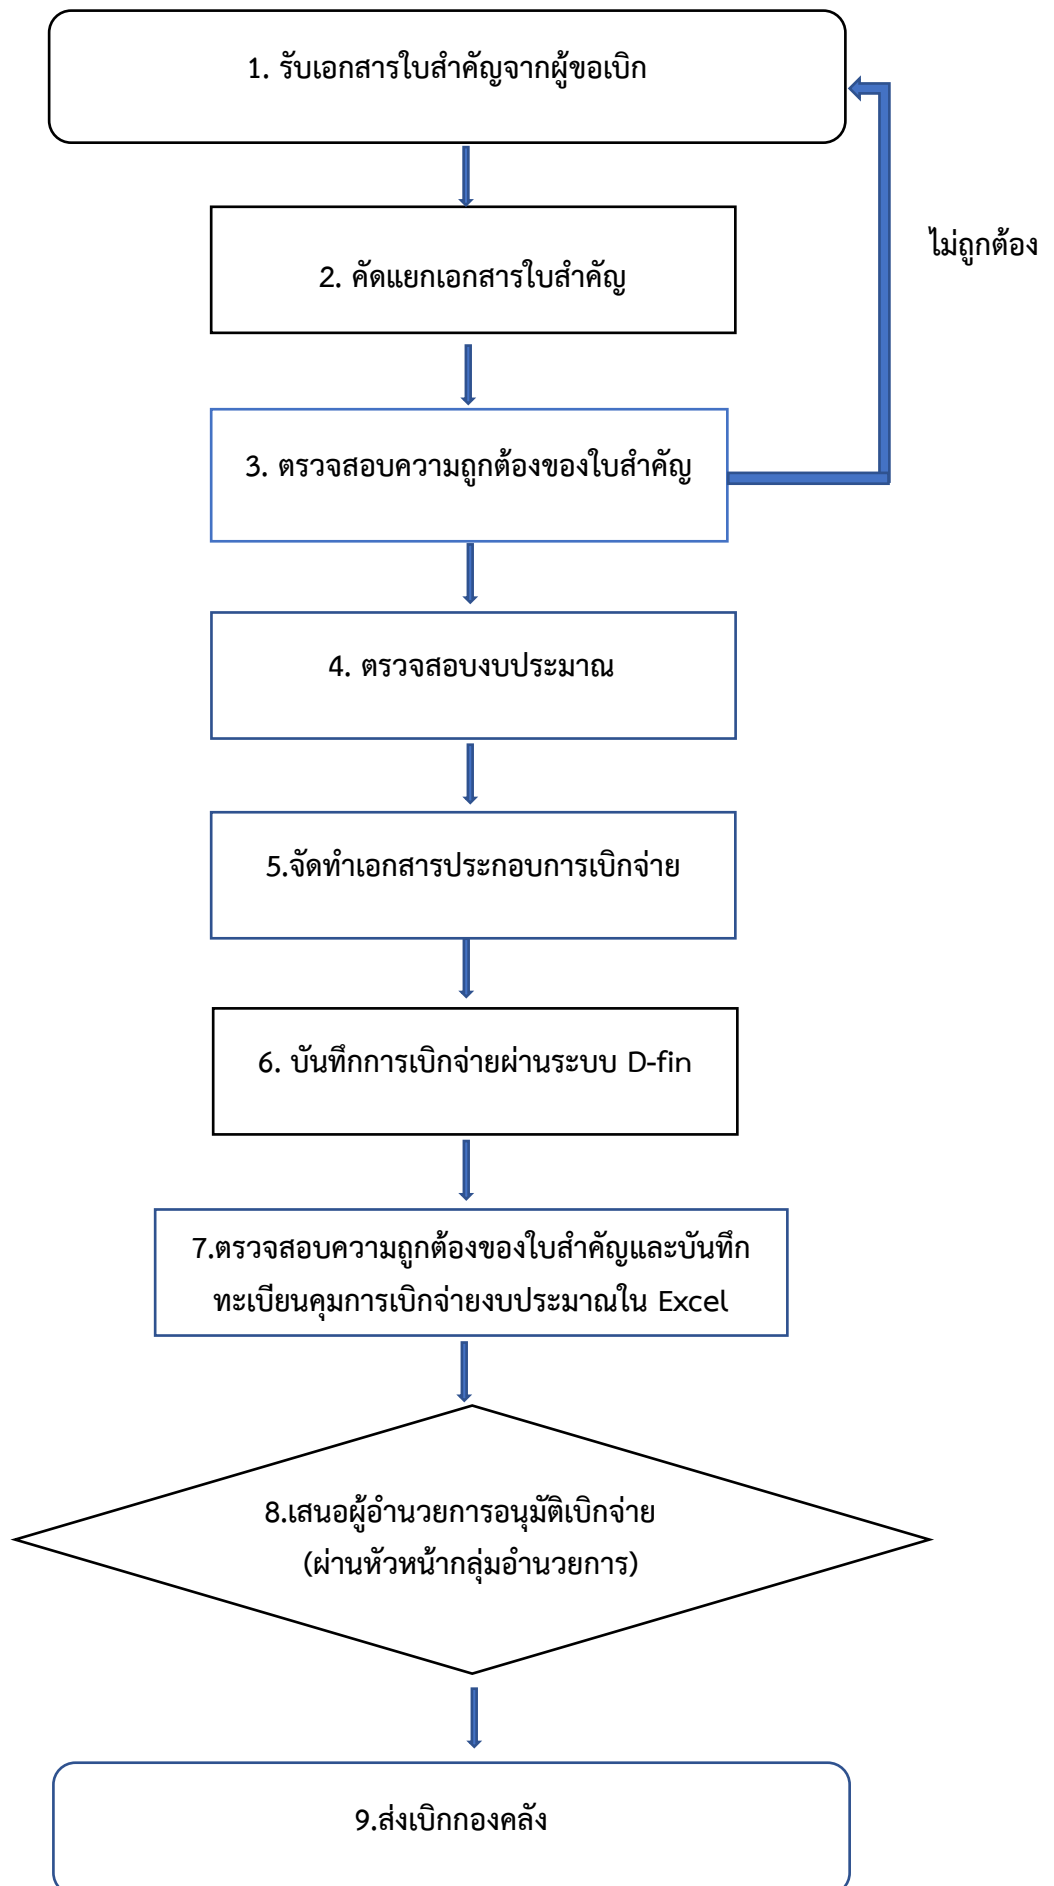 1. รับเอกสารใบสำคัญจากผู้ขอเบิก
ไม่ถูกต้อง
2. คัดแยกเอกสารใบสำคัญ
3. ตรวจสอบความถูกต้องของใบสำคัญ
4. ตรวจสอบงบประมาณ
5.จัดทำเอกสารประกอบการเบิกจ่าย
6. บันทึกการเบิกจ่ายผ่านระบบ D-fin
7.ตรวจสอบความถูกต้องของใบสำคัญและบันทึก
ทะเบียนคุมการเบิกจ่ายงบประมาณใน Excel
8.เสนอผู้อำนวยการอนุมัติเบิกจ่าย
(ผ่านหัวหน้ากลุ่มอำนวยการ)
9.ส่งเบิกกองคลัง